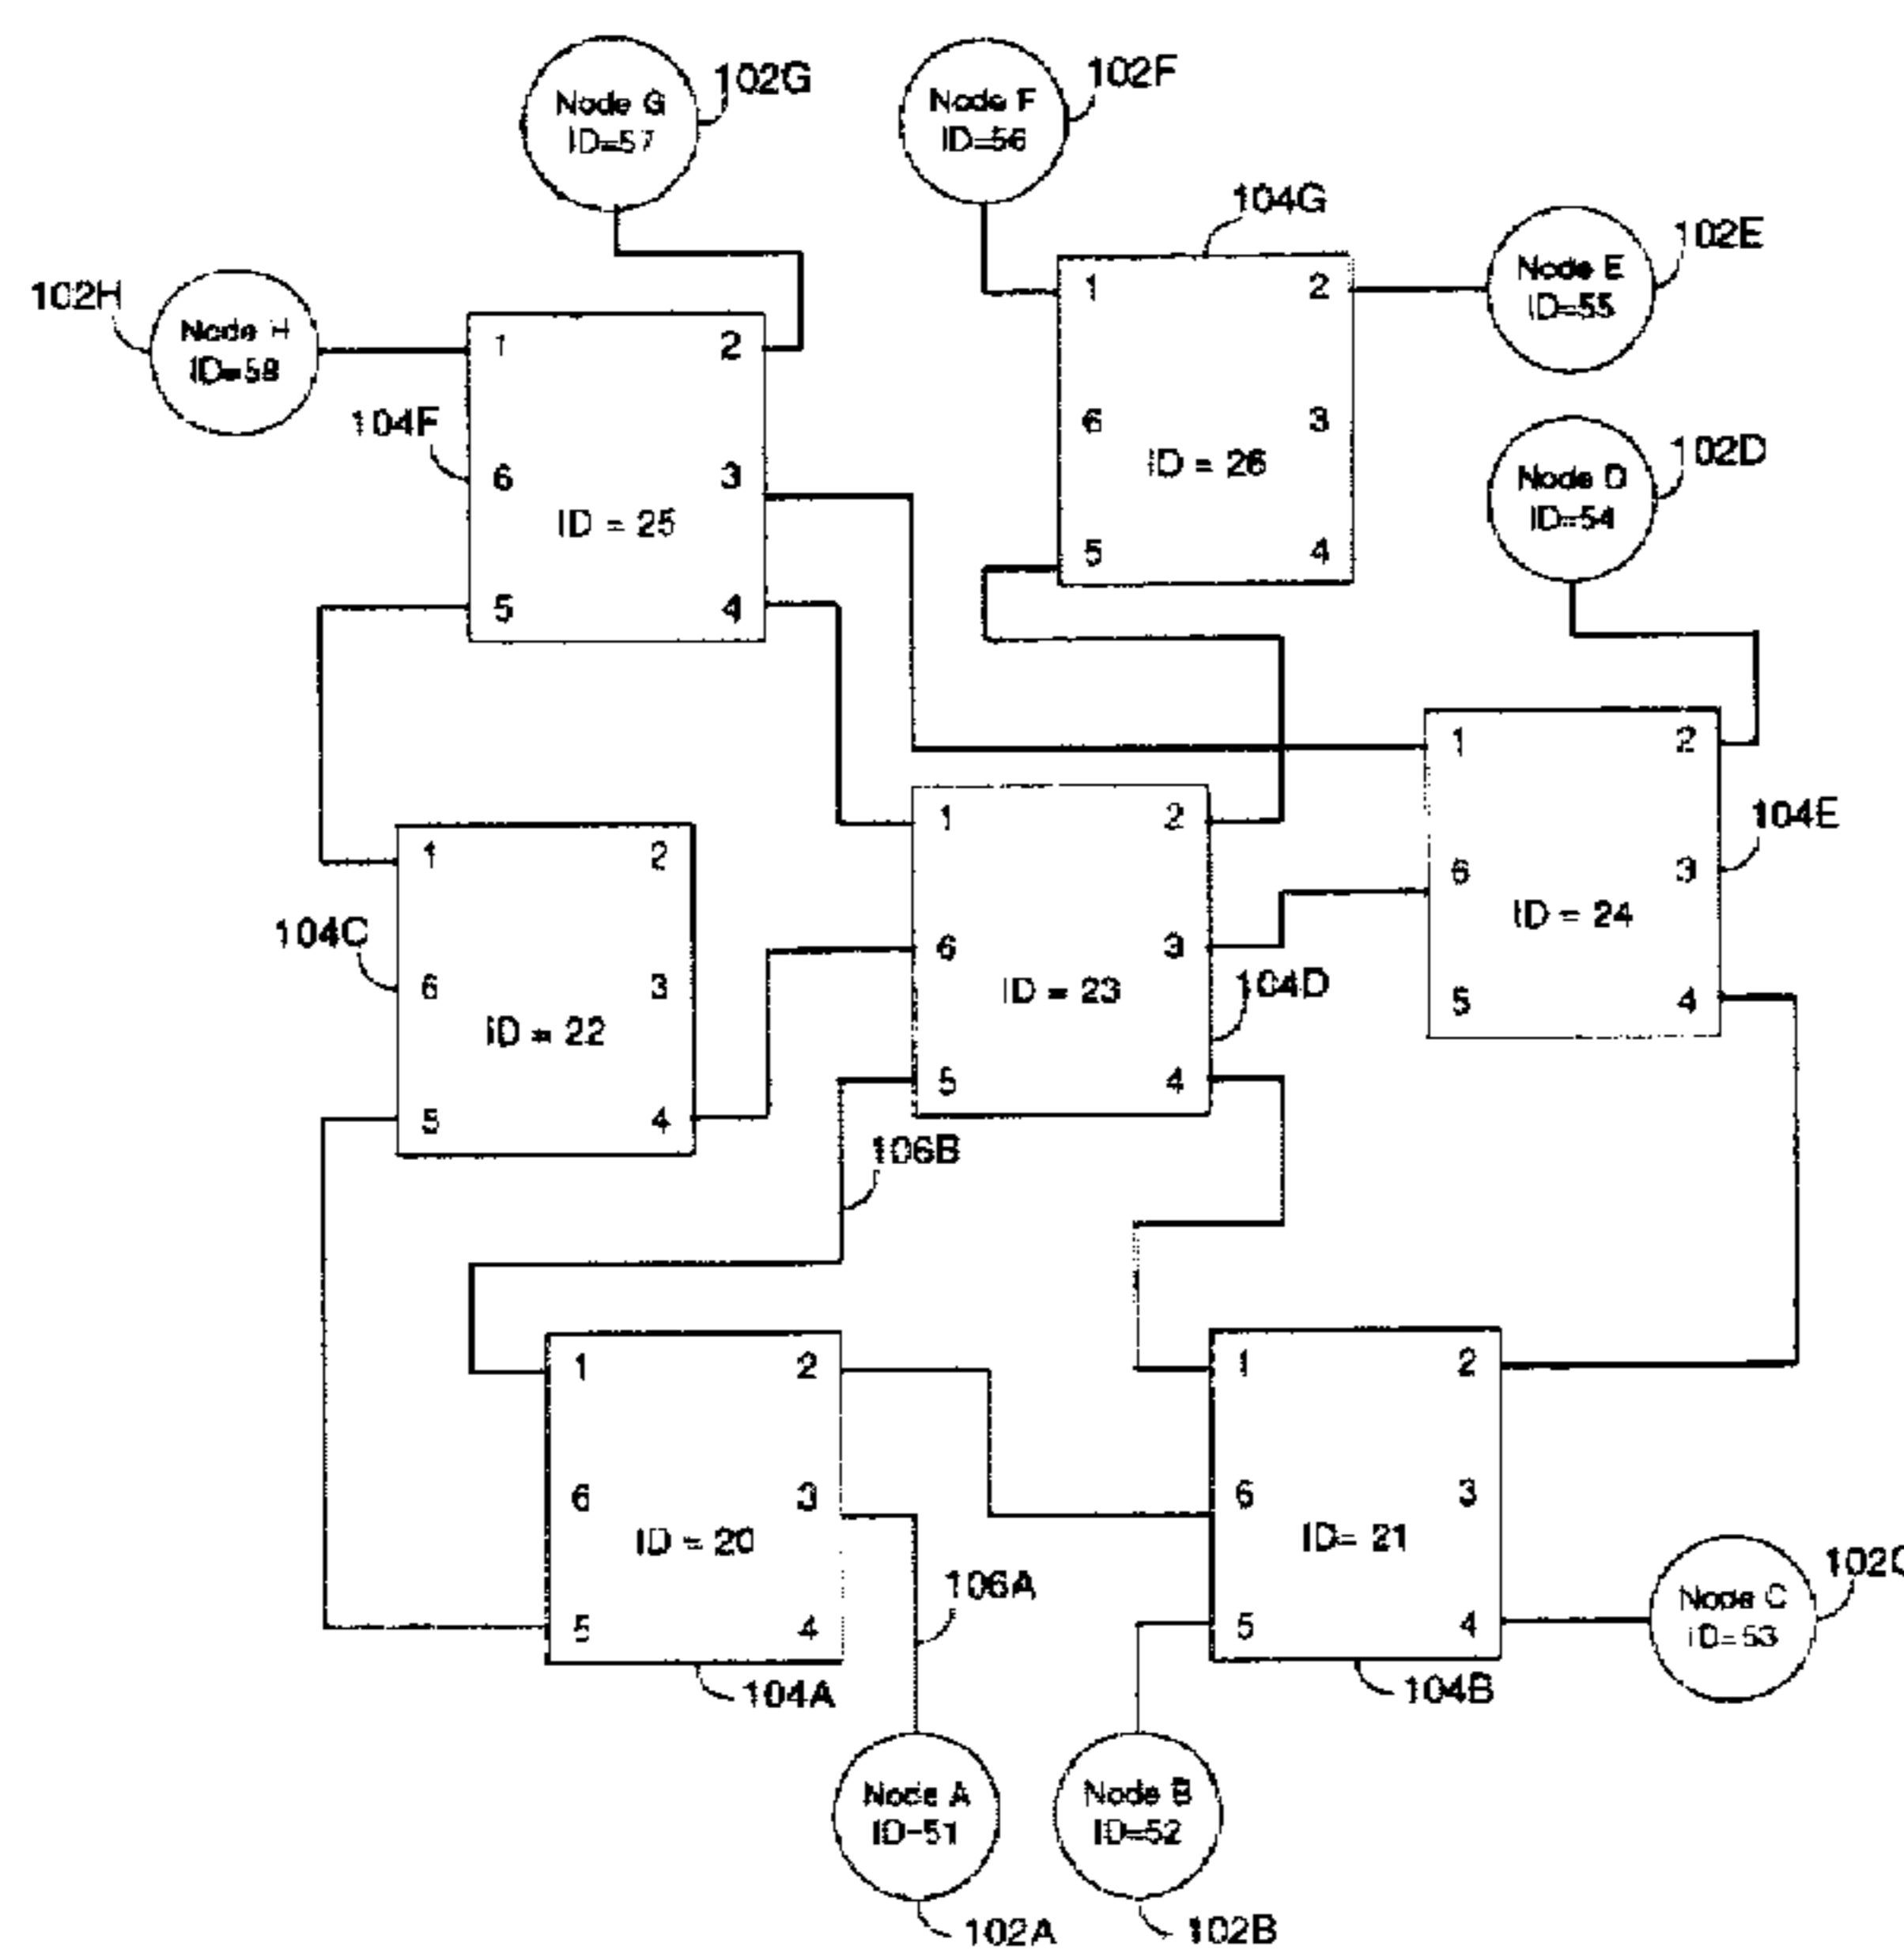 102G
Node G
ID=57
102F
Node F
ID=56
104G
102E
Node E
ID=55
102H
Node H
ID=58
1
2
6
3
ID = 26
5
4
1
2
104F
6
3
ID = 25
5
4
102D
Node D
ID=54
1
2
104E
6
3
ID = 24
5
4
1
2
6
3
ID = 23
104D
5
4
1
2
104C
6
3
ID = 22
5
4
106B
1
2
6
3
ID = 20
5
4
104A
106A
1
2
6
3
ID= 21
5
4
104B
Node C
ID=53
102C
Node A
ID=51
102A
Node B
ID=52
102B